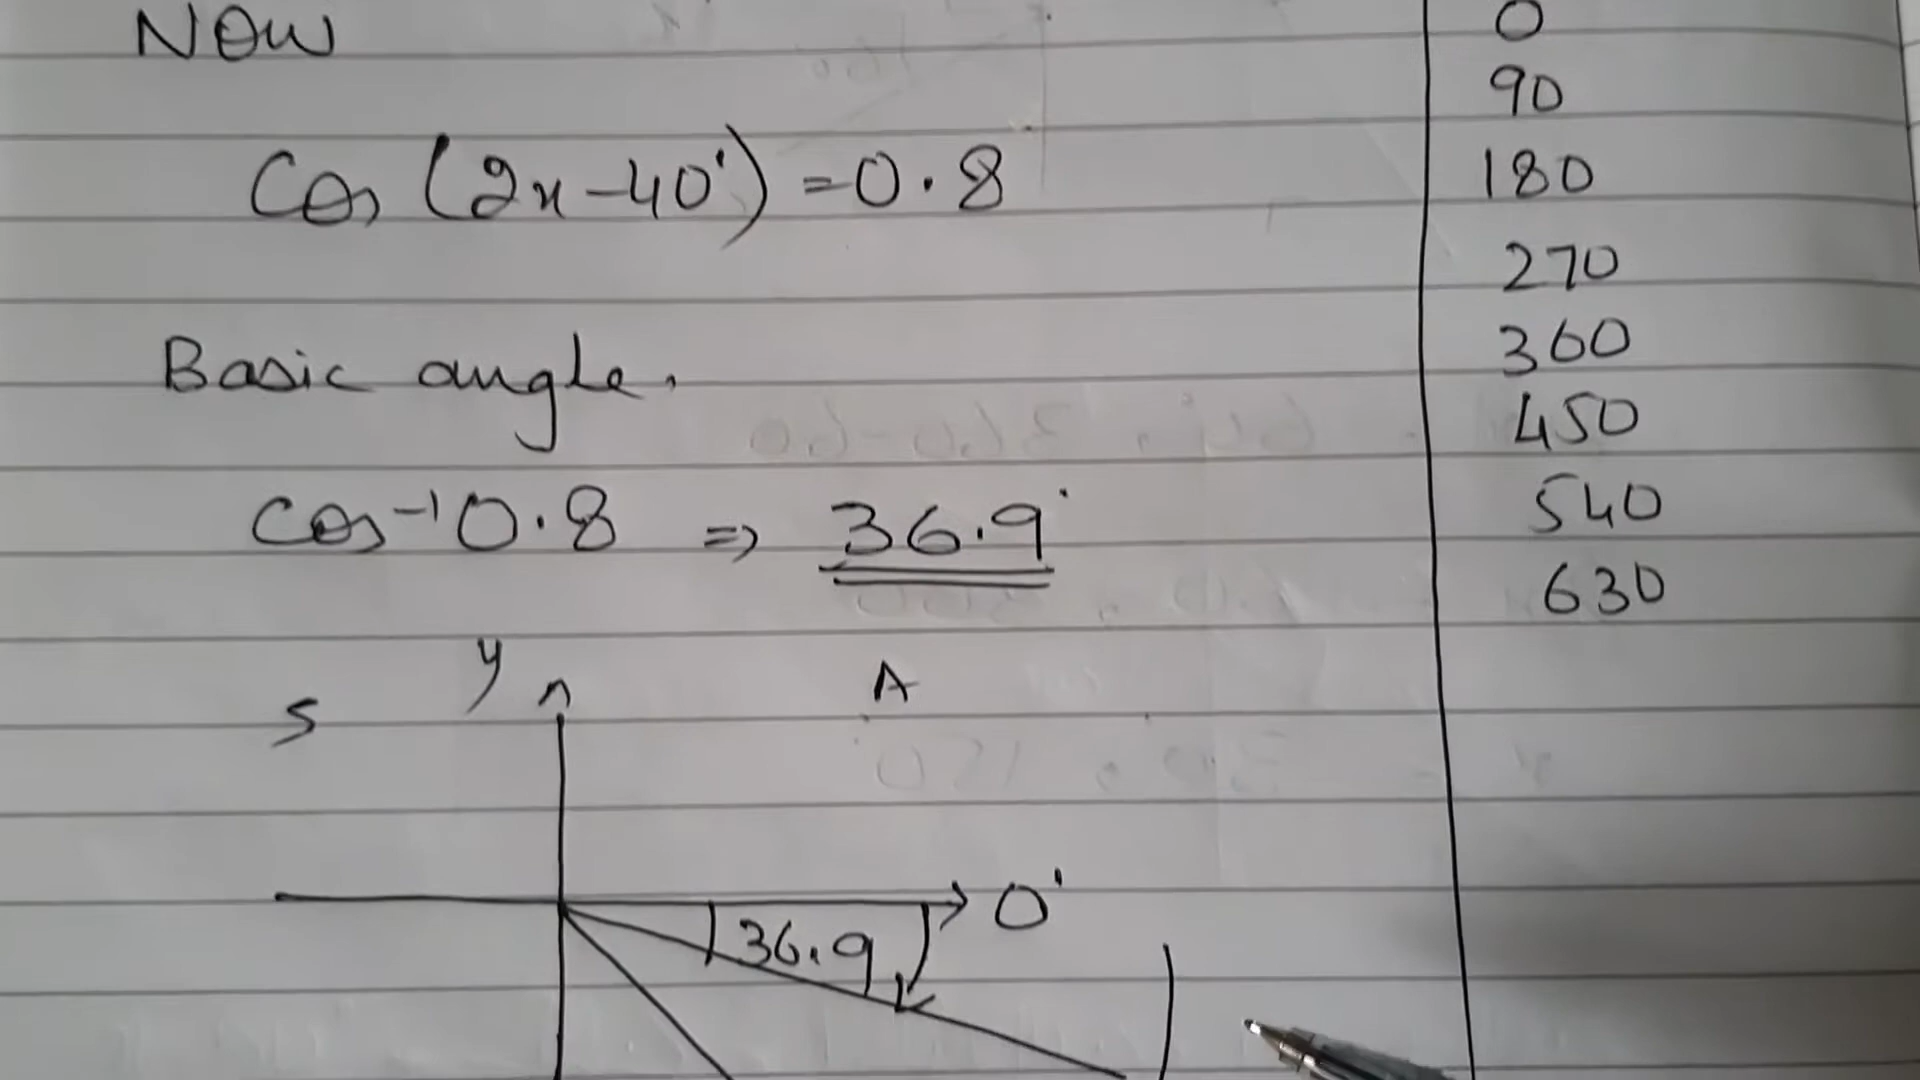 Now
Cos (2x-40°) = 0.8
Basic angle.
Cos⁻¹0.8 => 36.9°
y
A
S
0°
36.9
0
90
180
270
360
450
540
630